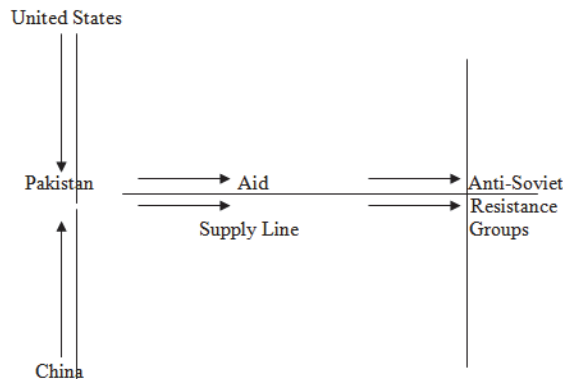 United States
Pakistan
Aid
Anti-Soviet
Supply Line
Resistance
Groups
China